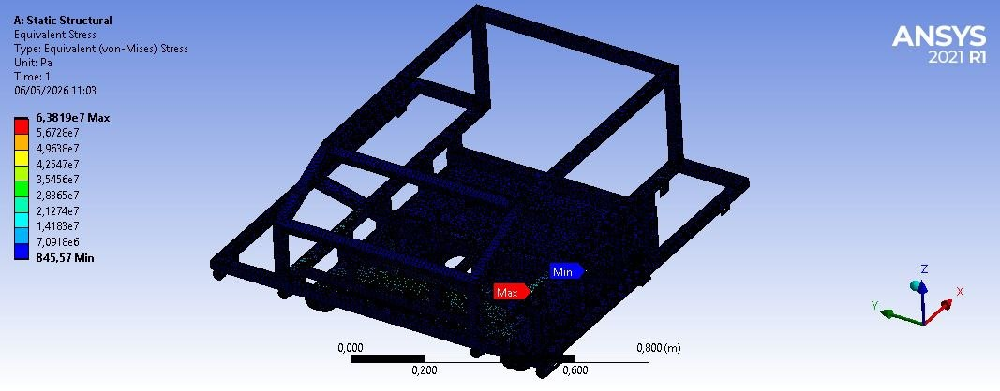 A: Static Structural
Equivalent Stress
Type: Equivalent (von-Mises) Stress
Unit: Pa
Time: 1
06/05/2026 11:03
6,3819e7 Max
5,6728e7
4,9638e7
4,2547e7
3,5456e7
2,8365e7
2,1274e7
1,4183e7
7,0918e6
845,57 Min
ANSYS
2021 R1
Min
Max
0,000
0,800 (m)
0,200
0,600
Z
Y
X